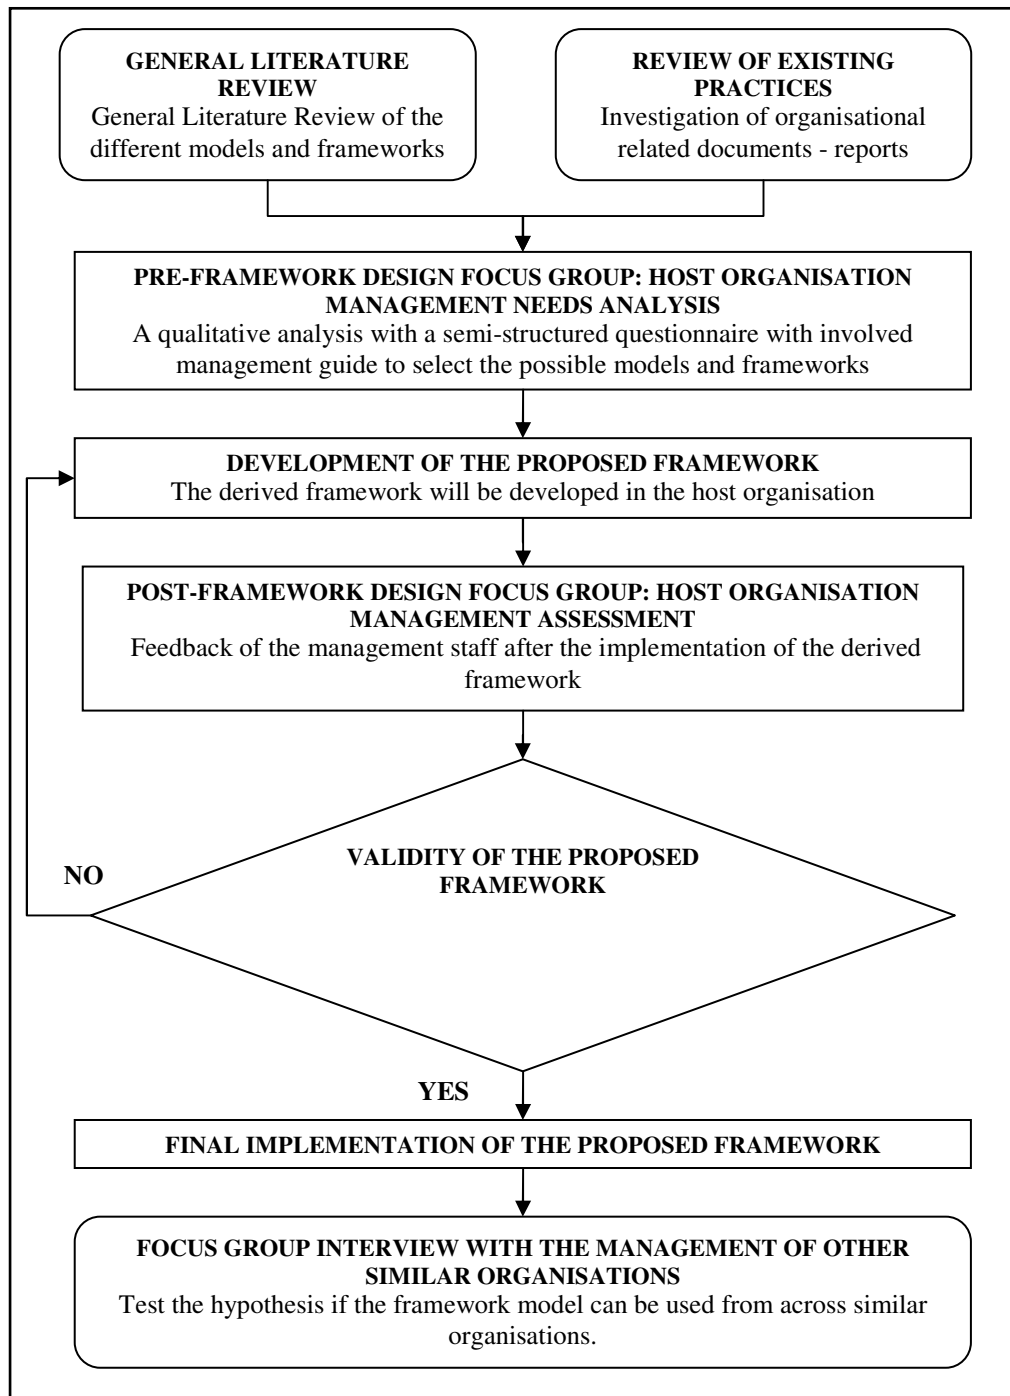 GENERAL LITERATURE
REVIEW
General Literature Review of the
different models and frameworks
REVIEW OF EXISTING
PRACTICES
Investigation of organisational
related documents - reports
PRE-FRAMEWORK DESIGN FOCUS GROUP: HOST ORGANISATION
MANAGEMENT NEEDS ANALYSIS
A qualitative analysis with a semi-structured questionnaire with involved
management guide to select the possible models and frameworks
DEVELOPMENT OF THE PROPOSED FRAMEWORK
The derived framework will be developed in the host organisation
POST-FRAMEWORK DESIGN FOCUS GROUP: HOST ORGANISATION
MANAGEMENT ASSESSMENT
Feedback of the management staff after the implementation of the derived
framework
VALIDITY OF THE PROPOSED
FRAMEWORK
NO
YES
FINAL IMPLEMENTATION OF THE PROPOSED FRAMEWORK
FOCUS GROUP INTERVIEW WITH THE MANAGEMENT OF OTHER
SIMILAR ORGANISATIONS
Test the hypothesis if the framework model can be used from across similar
organisations.